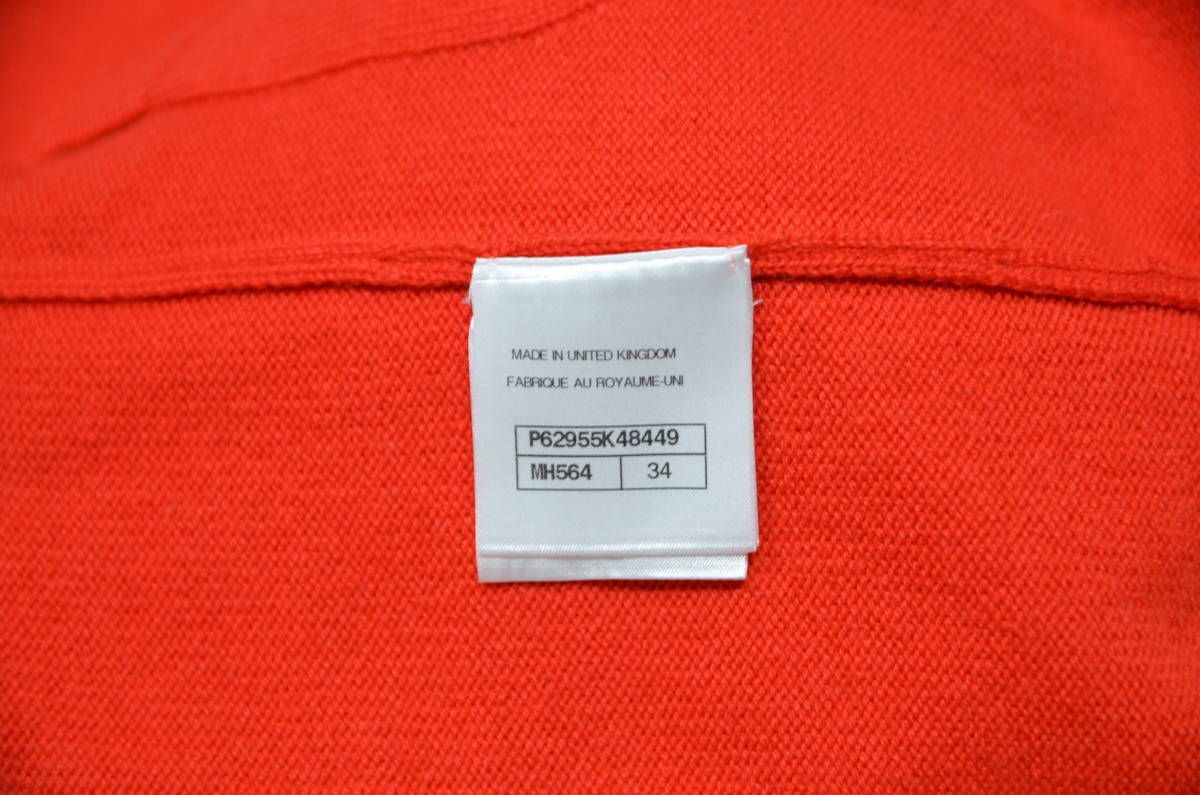 MADE IN UNITED KINGDOM
FABRIQUE AU ROYAUME-UNI
P62955K48449
MH564 34